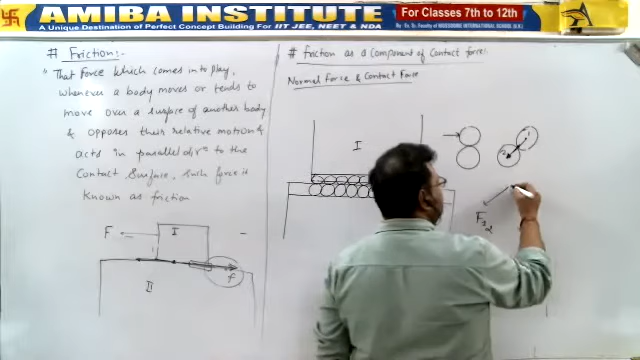 AMIBA INSTITUTE
A Unique Destination of Perfect Concept Building For IIT JEE, NEET & NDA
For Classes 7th to 12th
# Friction:-
# Friction as a Component of Contact force:
Normal Force & Contact Force
"That Force which comes into play,
whenever a body moves or tends to
move over a surface of another body
& opposes their relative motion &
acts in parallel dirn to the
Contact Surface, such force is
known as friction
F
I
II
f
I
F